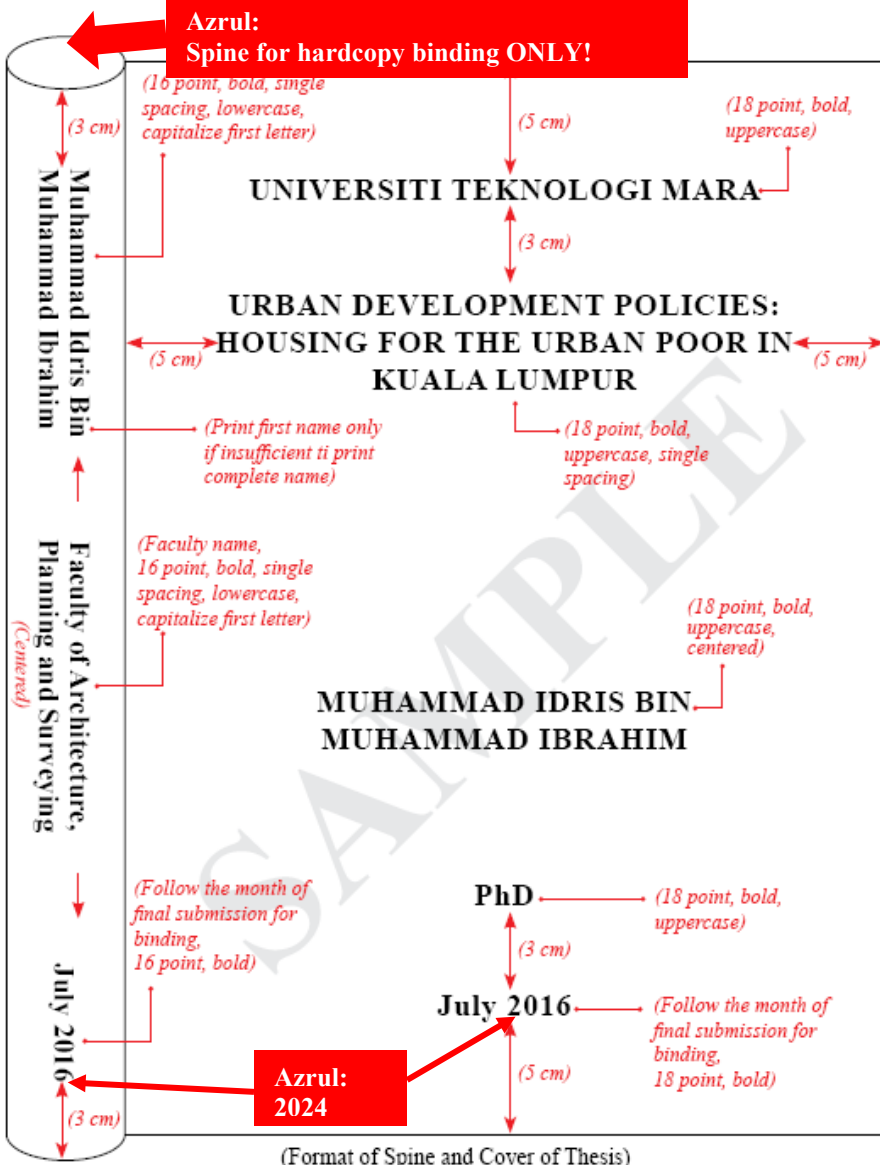 Azrul:
Spine for hardcopy binding ONLY!
(16 point, bold, single
spacing, lowercase,
capitalize first letter)
(3 cm)
(5 cm)
(18 point, bold,
uppercase)
UNIVERSITI TEKNOLOGI MARA
(3 cm)
Muhammad Idris Bin
Muhammad Ibrahim
URBAN DEVELOPMENT POLICIES:
HOUSING FOR THE URBAN POOR IN
KUALA LUMPUR
(5 cm)
(5 cm)
(Print first name only
if insufficient ti print
complete name)
(18 point, bold,
uppercase, single
spacing)
Faculty of Architecture,
Planning and Surveying
(Centered)
(Faculty name,
16 point, bold, single
spacing, lowercase,
capitalize first letter)
(18 point, bold,
uppercase,
centered)
MUHAMMAD IDRIS BIN
MUHAMMAD IBRAHIM
SAMPLE
(Follow the month of
final submission for
binding,
16 point, bold)
PhD
(18 point, bold,
uppercase)
(3 cm)
July 2016
July 2016
(Follow the month of
final submission for
binding,
18 point, bold)
Azrul:
2024
(5 cm)
(3 cm)
(Format of Spine and Cover of Thesis)